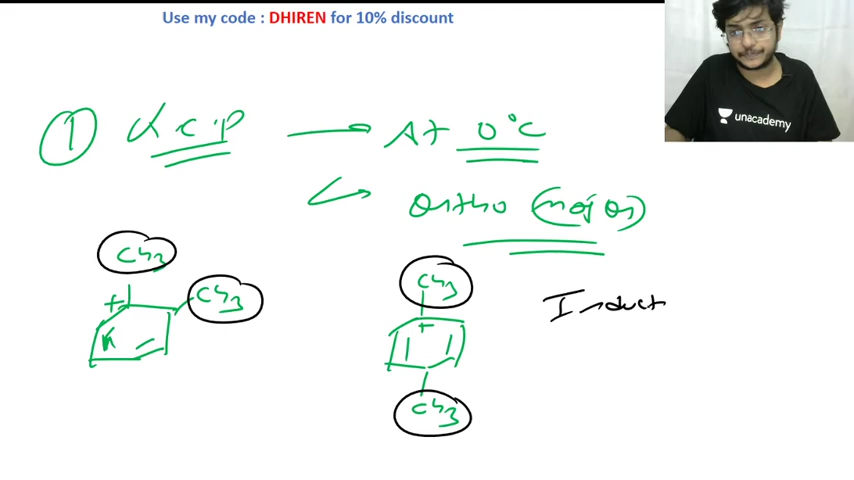 Use my code : DHIREN for 10% discount
unacademy
① K C P → At 0°C
Ortho (major)
CH3
+ CH3
CH3
+
CH3
Induct